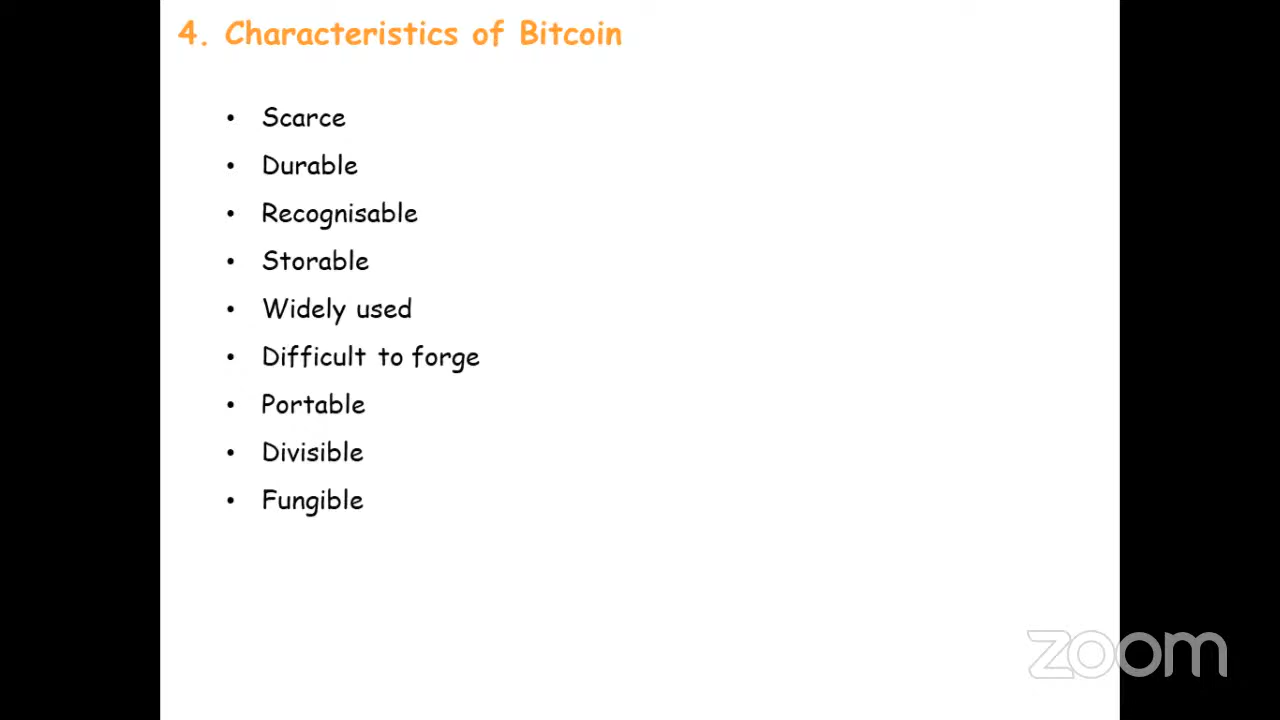 4. Characteristics of Bitcoin
• Scarce
• Durable
• Recognisable
• Storable
• Widely used
• Difficult to forge
• Portable
• Divisible
• Fungible
zoom